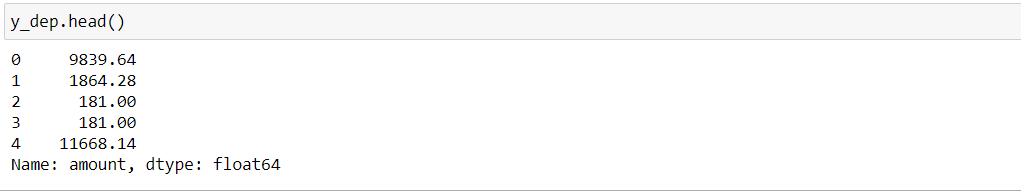 y_dep.head()
0     9839.64
1     1864.28
2      181.00
3      181.00
4    11668.14
Name: amount, dtype: float64